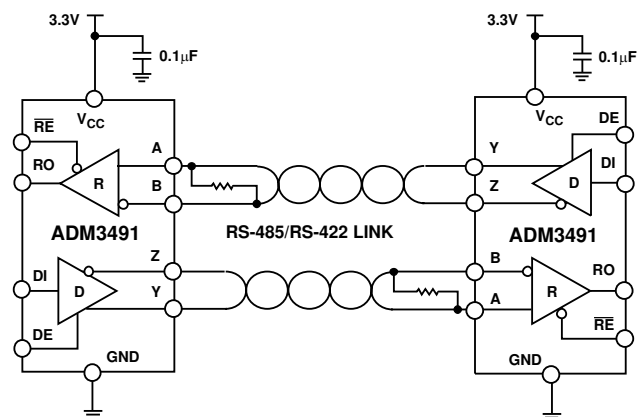 3.3V
0.1µF
VCC
RE
RO
R
A
B
ADM3491
DI
D
DE
Z
Y
GND
RS-485/RS-422 LINK
3.3V
0.1µF
VCC
DE
Y
DI
D
Z
ADM3491
B
RO
R
A
RE
GND